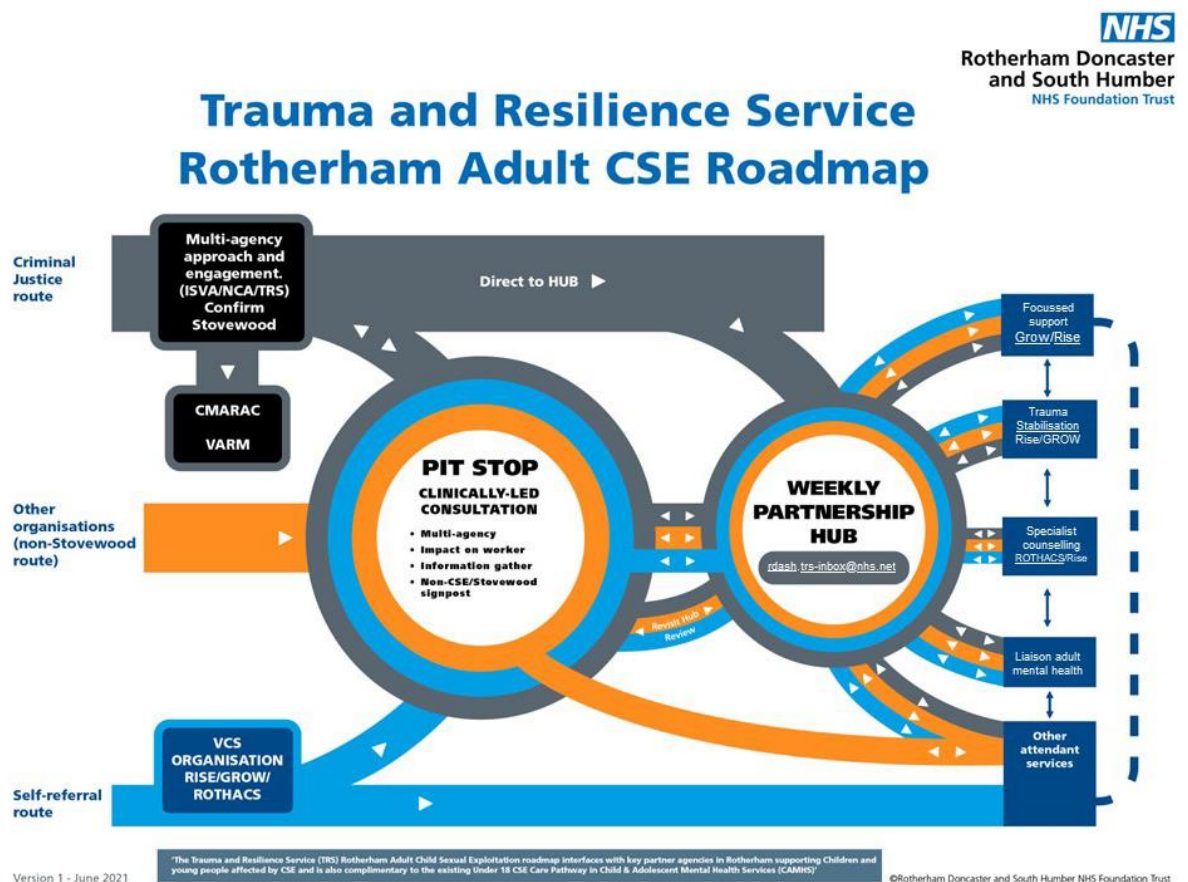 NHS
Rotherham Doncaster
and South Humber
NHS Foundation Trust
Trauma and Resilience Service
Rotherham Adult CSE Roadmap
Criminal
Justice
route
Multi-agency
approach and
engagement.
(ISVA/NCA/TRS)
Confirm
Stovewood
Direct to HUB
CMARAC
VARM
Other
organisations
(non-Stovewood
route)
PIT STOP
CLINICALLY-LED
CONSULTATION
• Multi-agency
• Impact on worker
• Information gather
• Non-CSE/Stovewood
signpost
Revisit Hub
Review
WEEKLY
PARTNERSHIP
HUB
rdash.trs-inbox@nhs.net
Focussed
support
Grow/Rise
Trauma
Stabilisation
Rise/GROW
Specialist
counselling
ROTHACS/Rise
Liaison adult
mental health
Other
attendant
services
VCS
ORGANISATION
RISE/GROW/
ROTHACS
Self-referral
route
Version 1 - June 2021
'The Trauma and Resilience Service (TRS) Rotherham Adult Child Sexual Exploitation roadmap interfaces with key partner agencies in Rotherham supporting Children and
young people affected by CSE and is also complimentary to the existing Under 18 CSE Care Pathway in Child & Adolescent Mental Health Services (CAMHS)'
©Rotherham Doncaster and South Humber NHS Foundation Trust